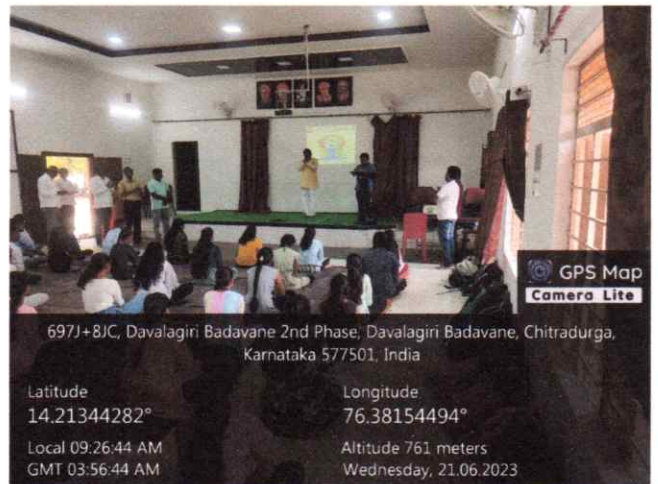 GPS Map
Camera Lite
697J+8JC, Davalagiri Badavane 2nd Phase, Davalagiri Badavane, Chitradurga,
Karnataka 577501, India
Latitude
14.21344282°
Longitude
76.38154494°
Local 09:26:44 AM
GMT 03:56:44 AM
Altitude 761 meters
Wednesday, 21.06.2023